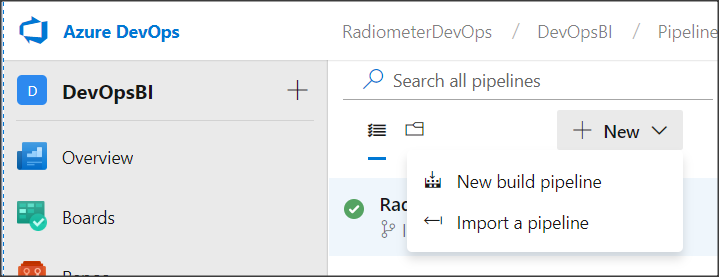 Azure DevOps
RadiometerDevOps / DevOpsBI / Pipeline
D DevOpsBI
Search all pipelines
New
Overview
New build pipeline
Boards
Import a pipeline